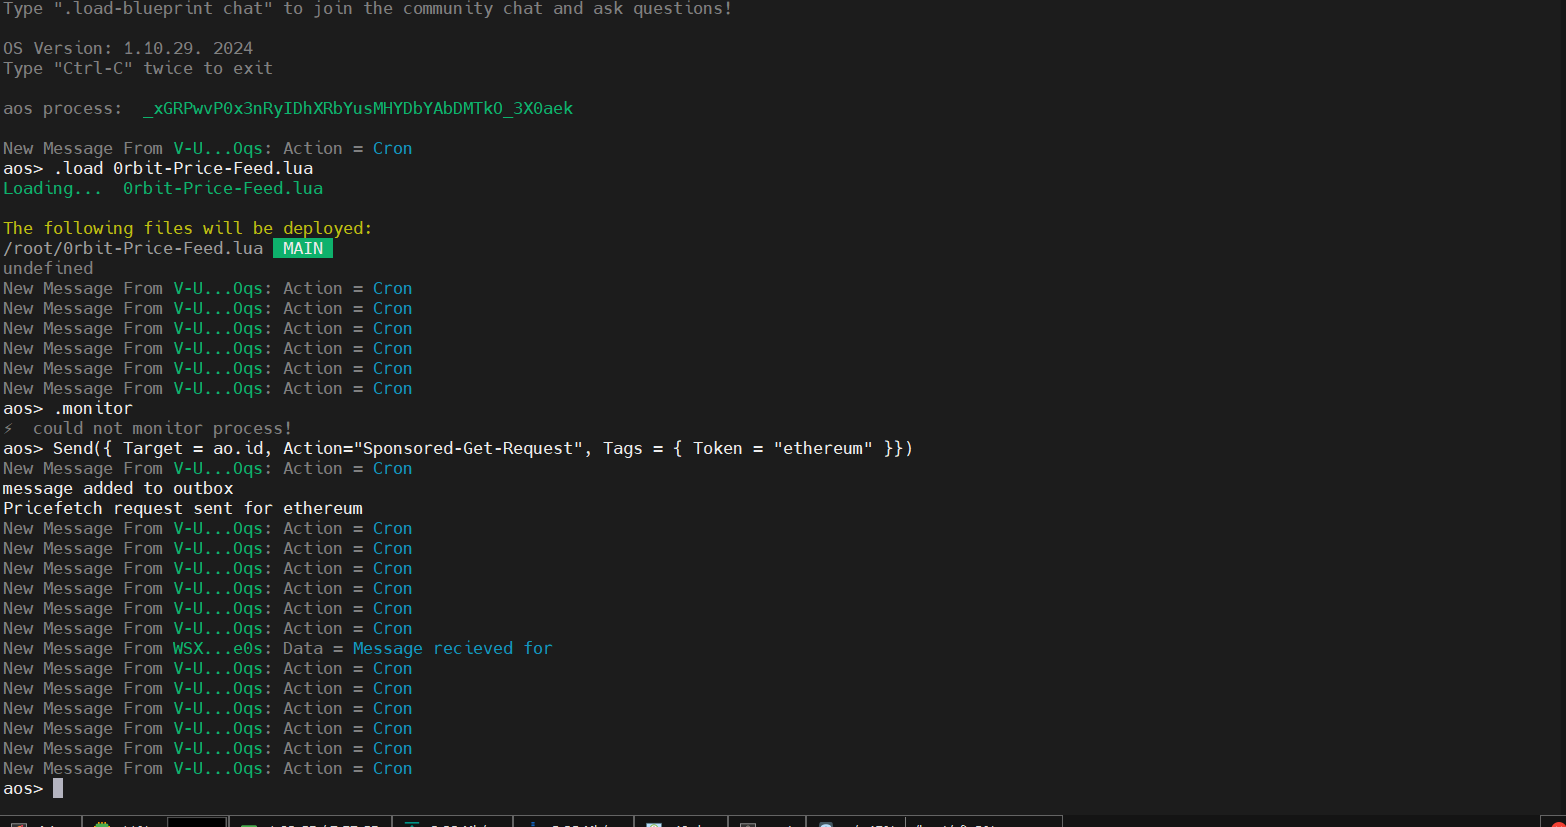 Type ".load-blueprint chat" to join the community chat and ask questions!
OS Version: 1.10.29. 2024
Type "Ctrl-C" twice to exit
aos process:  _xGRPwvP0x3nRyIDhXRbYusMHYDbYAbDMTkO_3X0aek
New Message From V-U...Oqs: Action = Cron
aos> .load 0rbit-Price-Feed.lua
Loading...  0rbit-Price-Feed.lua
The following files will be deployed:
/root/0rbit-Price-Feed.lua MAIN
undefined
New Message From V-U...Oqs: Action = Cron
New Message From V-U...Oqs: Action = Cron
New Message From V-U...Oqs: Action = Cron
New Message From V-U...Oqs: Action = Cron
New Message From V-U...Oqs: Action = Cron
New Message From V-U...Oqs: Action = Cron
aos> .monitor
⚡  could not monitor process!
aos> Send({ Target = ao.id, Action="Sponsored-Get-Request", Tags = { Token = "ethereum" }})
New Message From V-U...Oqs: Action = Cron
message added to outbox
Pricefetch request sent for ethereum
New Message From V-U...Oqs: Action = Cron
New Message From V-U...Oqs: Action = Cron
New Message From V-U...Oqs: Action = Cron
New Message From V-U...Oqs: Action = Cron
New Message From V-U...Oqs: Action = Cron
New Message From V-U...Oqs: Action = Cron
New Message From WSX...e0s: Data = Message recieved for
New Message From V-U...Oqs: Action = Cron
New Message From V-U...Oqs: Action = Cron
New Message From V-U...Oqs: Action = Cron
New Message From V-U...Oqs: Action = Cron
New Message From V-U...Oqs: Action = Cron
New Message From V-U...Oqs: Action = Cron
aos>